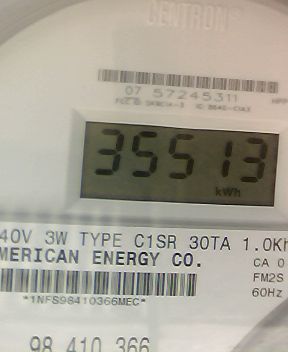 CENTRON®
07 57245311
35513
kWh
40V 3W TYPE C1SR 30TA 1.0Kh
MERICAN ENERGY CO.
CA 0
FM2S
60Hz
*1NFS98410366MEC*
98 410 366